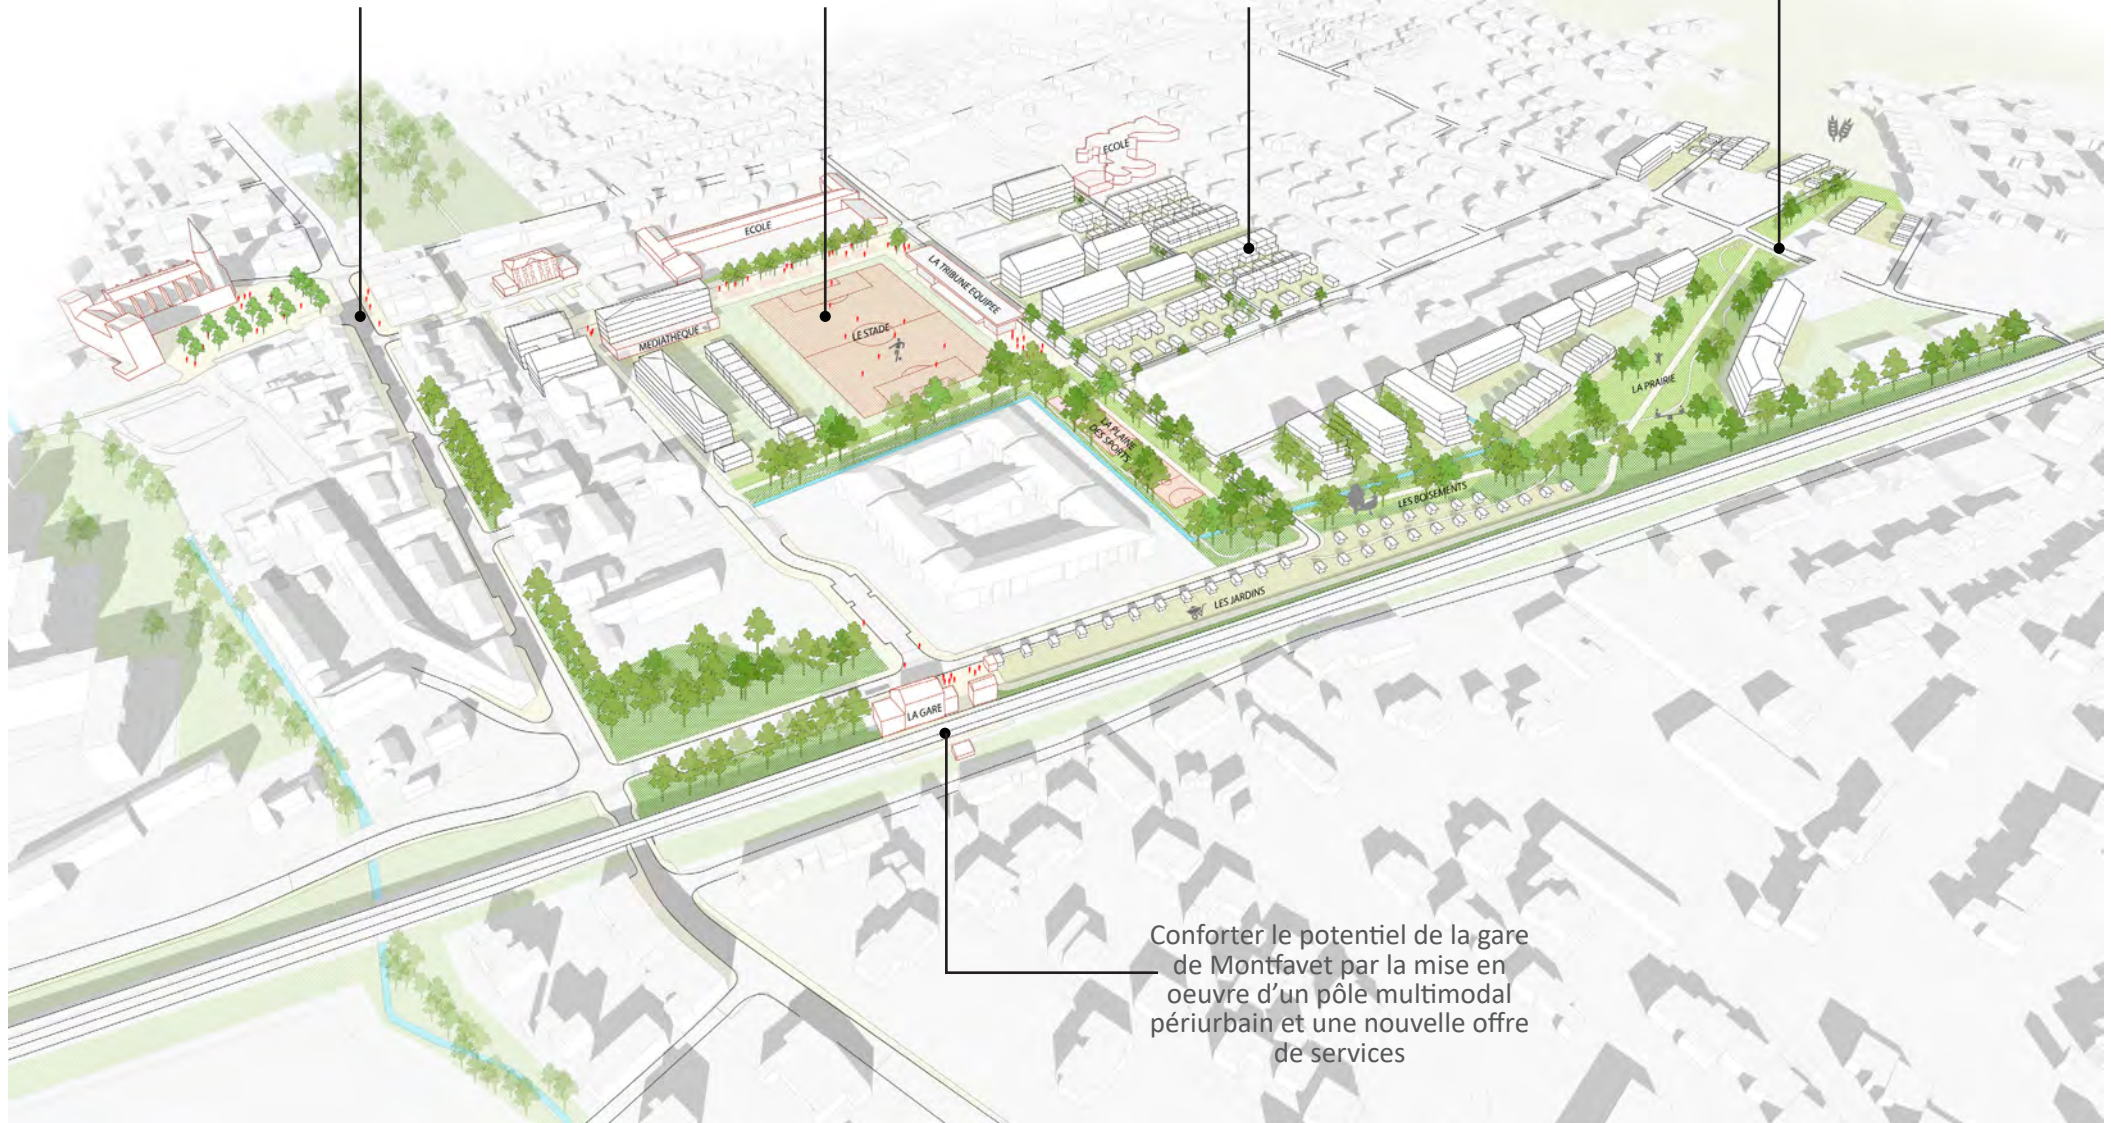 ECOLE
ECOLE
LA TRIBUNE EQUIPEE
MEDIATHEQUE
LE STADE
LA PRAIRIE
LA PLAINE
DES SPORTS
LES BOISEMENTS
LES JARDINS
LA GARE
Conforter le potentiel de la gare
de Montfavet par la mise en
oeuvre d’un pôle multimodal
périurbain et une nouvelle offre
de services